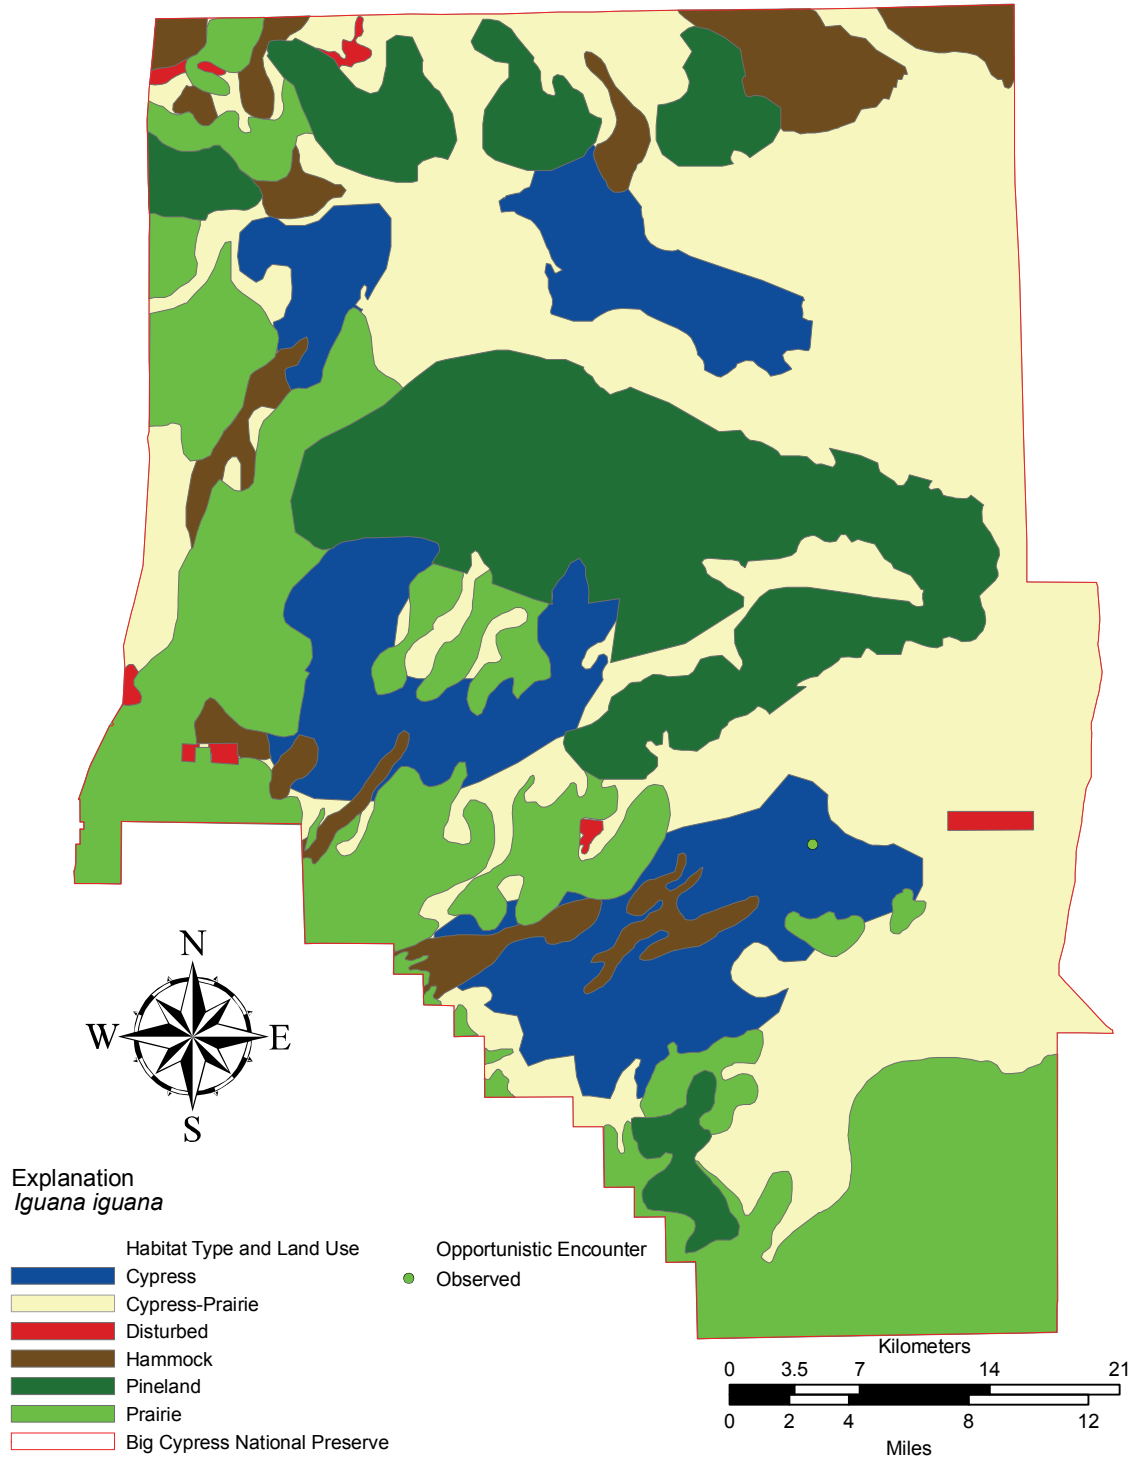 N
W E
S
Explanation
Iguana iguana
Habitat Type and Land Use
Cypress
Cypress-Prairie
Disturbed
Hammock
Pineland
Prairie
Big Cypress National Preserve
Opportunistic Encounter
Observed
Kilometers
0 3.5 7 14 21
0 2 4 8 12
Miles